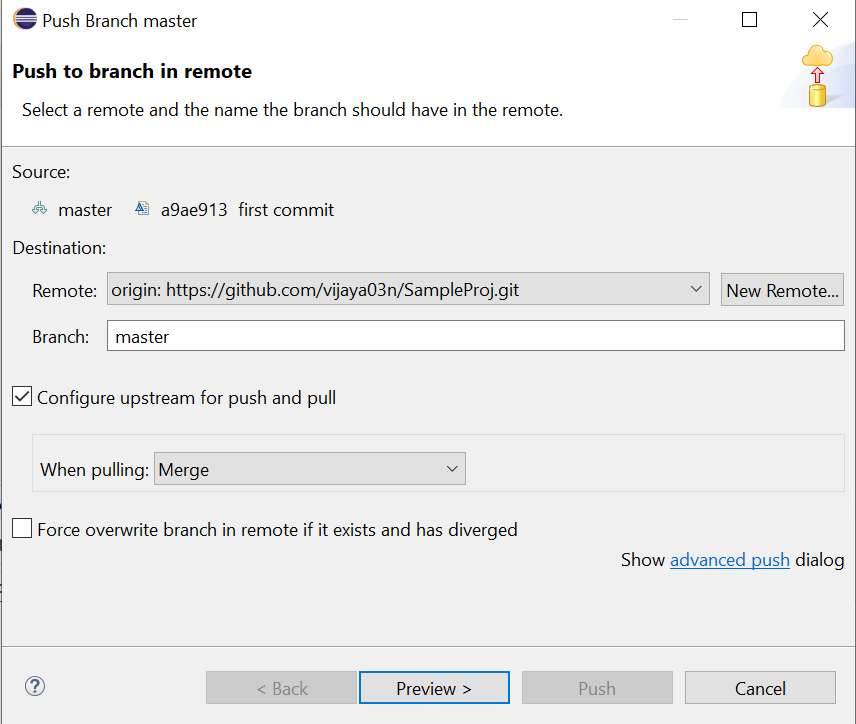 Push Branch master
Push to branch in remote
Select a remote and the name the branch should have in the remote.
Source:
master a9ae913 first commit
Destination:
Remote: origin: https://github.com/vijaya03n/SampleProj.git New Remote...
Branch: master
Configure upstream for push and pull
When pulling: Merge
Force overwrite branch in remote if it exists and has diverged
Show advanced push dialog
? < Back Preview > Push Cancel